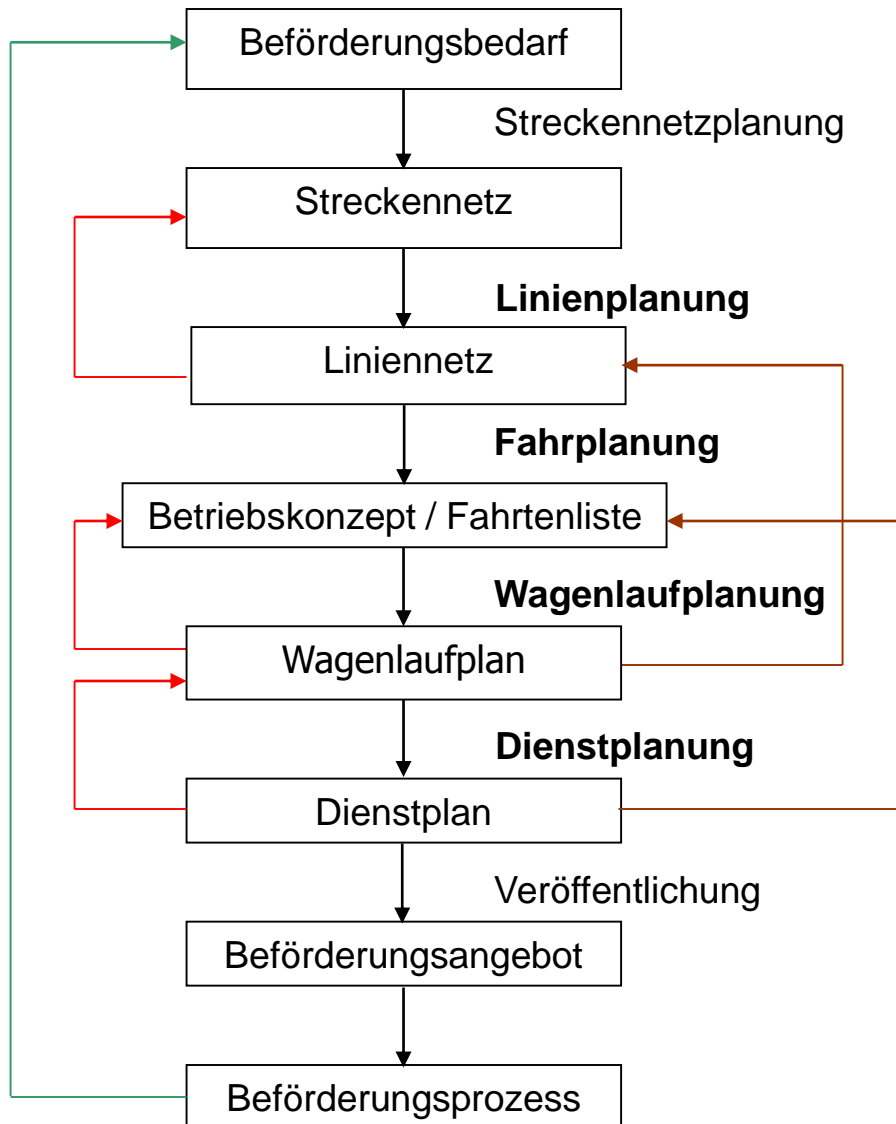 Beförderungsbedarf
Streckennetzplanung
Streckennetz
Linienplanung
Liniennetz
Fahrplanung
Betriebskonzept / Fahrtenliste
Wagenlaufplanung
Wagenlaufplan
Dienstplanung
Dienstplan
Veröffentlichung
Beförderungsangebot
Beförderungsprozess